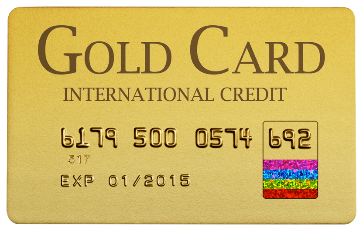 GOLD CARD
INTERNATIONAL CREDIT
6179 500 0574 692
317
EXP 01/2015